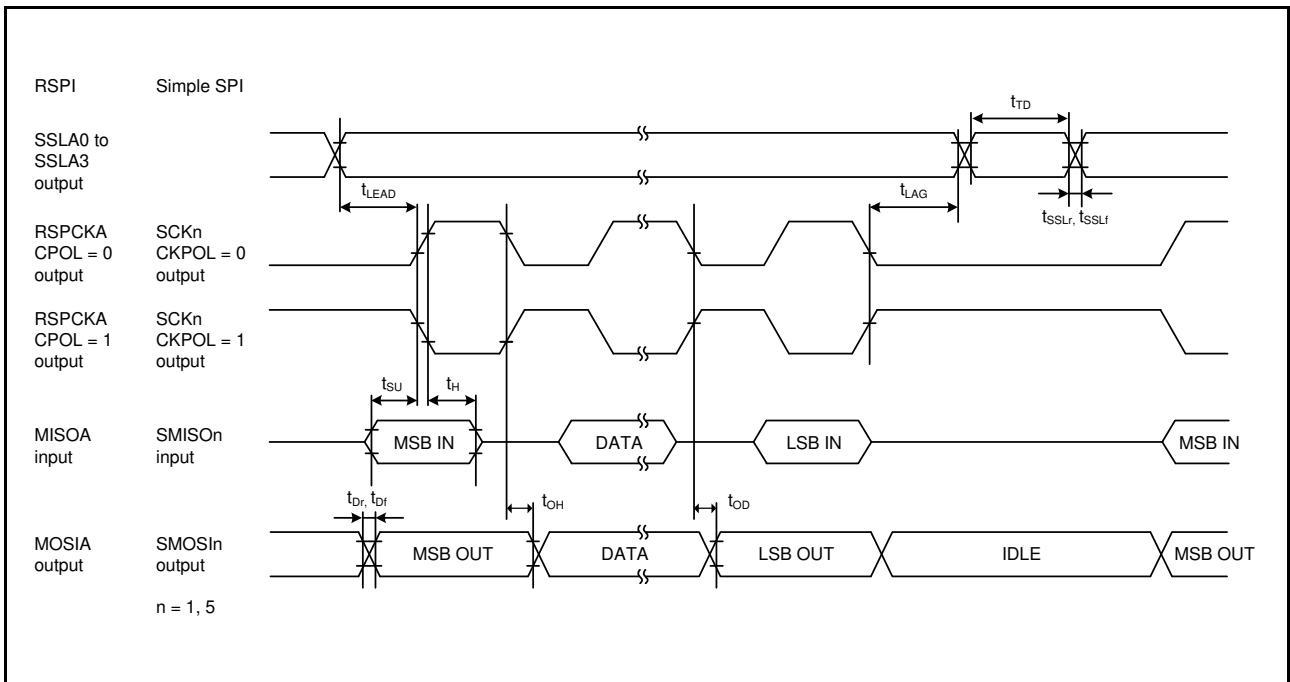 RSPI Simple SPI
tTD
SSLA0 to
SSLA3
output
tLEAD
tLAG
tSSLr, tSSLf
RSPCKA SCKn
CPOL = 0 CKPOL = 0
output output
RSPCKA SCKn
CPOL = 1 CKPOL = 1
output output
tSU tH
MISOA SMISOn
input input
MSB IN DATA LSB IN MSB IN
tDr, tDf tOH tOD
MOSIA SMOSIn
output output
MSB OUT DATA LSB OUT IDLE MSB OUT
n = 1, 5